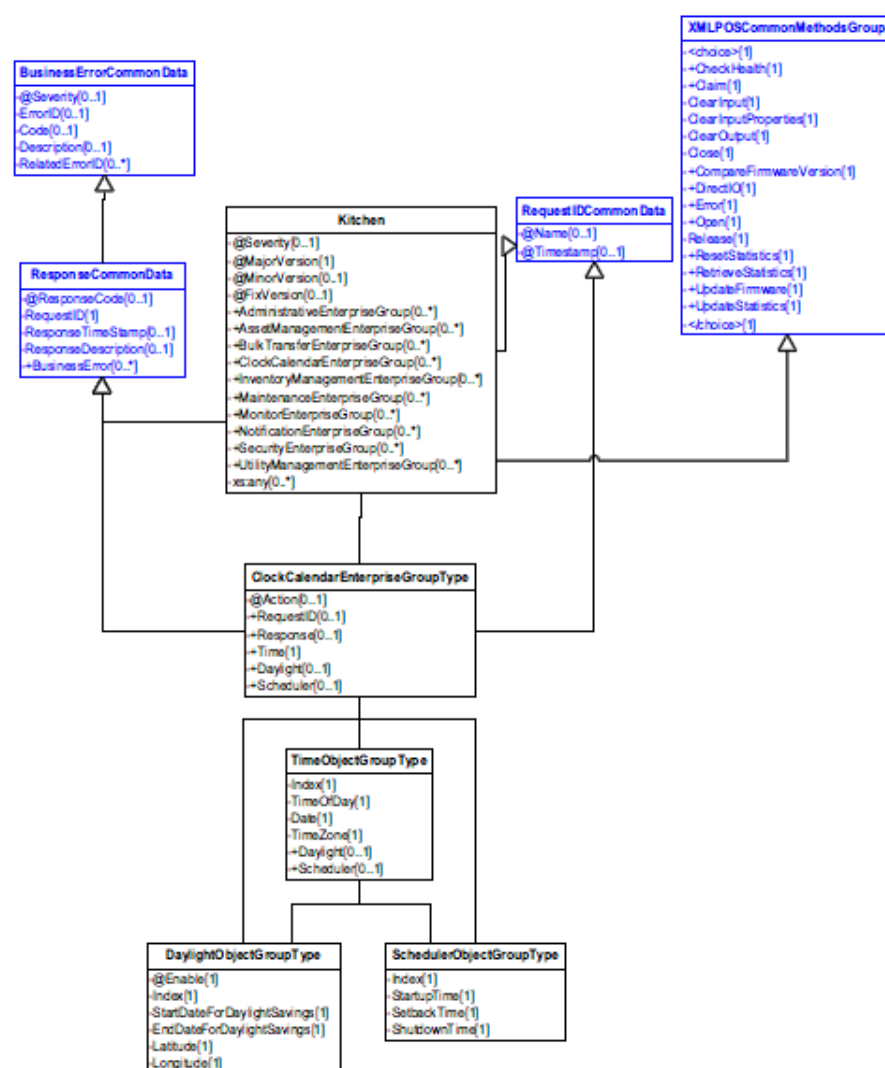 XMLPOSCommonMethodsGroup
-<choice>[1]
-+CheckHealth[1]
-+Claim[1]
-ClearInput[1]
-ClearInputProperties[1]
-ClearOutput[1]
-Close[1]
-+CompareFirmwareVersion[1]
-+DirectIO[1]
-+Error[1]
-+Open[1]
-Release[1]
-+ResetStatistics[1]
-+RetrieveStatistics[1]
-+UpdateFirmware[1]
-+UpdateStatistics[1]
-</choice>[1]
BusinessErrorCommonData
-@Severity[0..1]
-ErrorID[0..1]
-Code[0..1]
-Description[0..1]
-RelatedErrorID[0..*]
ResponseCommonData
-@ResponseCode[0..1]
-RequestID[1]
-ResponseTimeStamp[0..1]
-ResponseDescription[0..1]
-+BusinessError[0..*]
Kitchen
-@Severity[0..1]
-@MajorVersion[1]
-@MinorVersion[0..1]
-@FixVersion[0..1]
-+AdministrativeEnterpriseGroup[0..*]
-+AssetManagementEnterpriseGroup[0..*]
-+BulkTransferEnterpriseGroup[0..*]
-+ClockCalendarEnterpriseGroup[0..*]
-+InventoryManagementEnterpriseGroup[0..*]
-+MaintenanceEnterpriseGroup[0..*]
-+MonitorEnterpriseGroup[0..*]
-+NotificationEnterpriseGroup[0..*]
-+SecurityEnterpriseGroup[0..*]
-+UtilityManagementEnterpriseGroup[0..*]
-xs:any[0..*]
RequestIDCommonData
-@Name[0..1]
-@Timestamp[0..1]
ClockCalendarEnterpriseGroupType
-@Action[0..1]
-+RequestID[0..1]
-+Response[0..1]
-+Time[1]
-+Daylight[0..1]
-+Scheduler[0..1]
TimeObjectGroupType
-Index[1]
-TimeOfDay[1]
-Date[1]
-TimeZone[1]
-+Daylight[0..1]
-+Scheduler[0..1]
DaylightObjectGroupType
-@Enable[1]
-Index[1]
-StartDateForDaylightSavings[1]
-EndDateForDaylightSavings[1]
-Latitude[1]
-Longitude[1]
SchedulerObjectGroupType
-Index[1]
-StartupTime[1]
-SetbackTime[1]
-ShutdownTime[1]